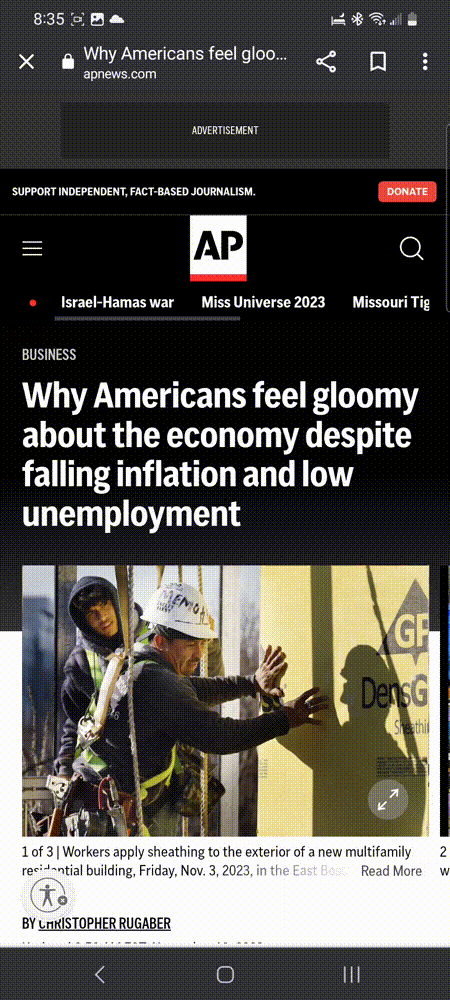 8:35
Why Americans feel gloo...
apnews.com
ADVERTISEMENT
SUPPORT INDEPENDENT, FACT-BASED JOURNALISM.
DONATE
AP
Israel-Hamas war Miss Universe 2023 Missouri Tig
BUSINESS
Why Americans feel gloomy
about the economy despite
falling inflation and low
unemployment
GP
DensG
Sheathi
1 of 3 | Workers apply sheathing to the exterior of a new multifamily
residential building, Friday, Nov. 3, 2023, in the East Bos Read More
2
w
BY CHRISTOPHER RUGABER